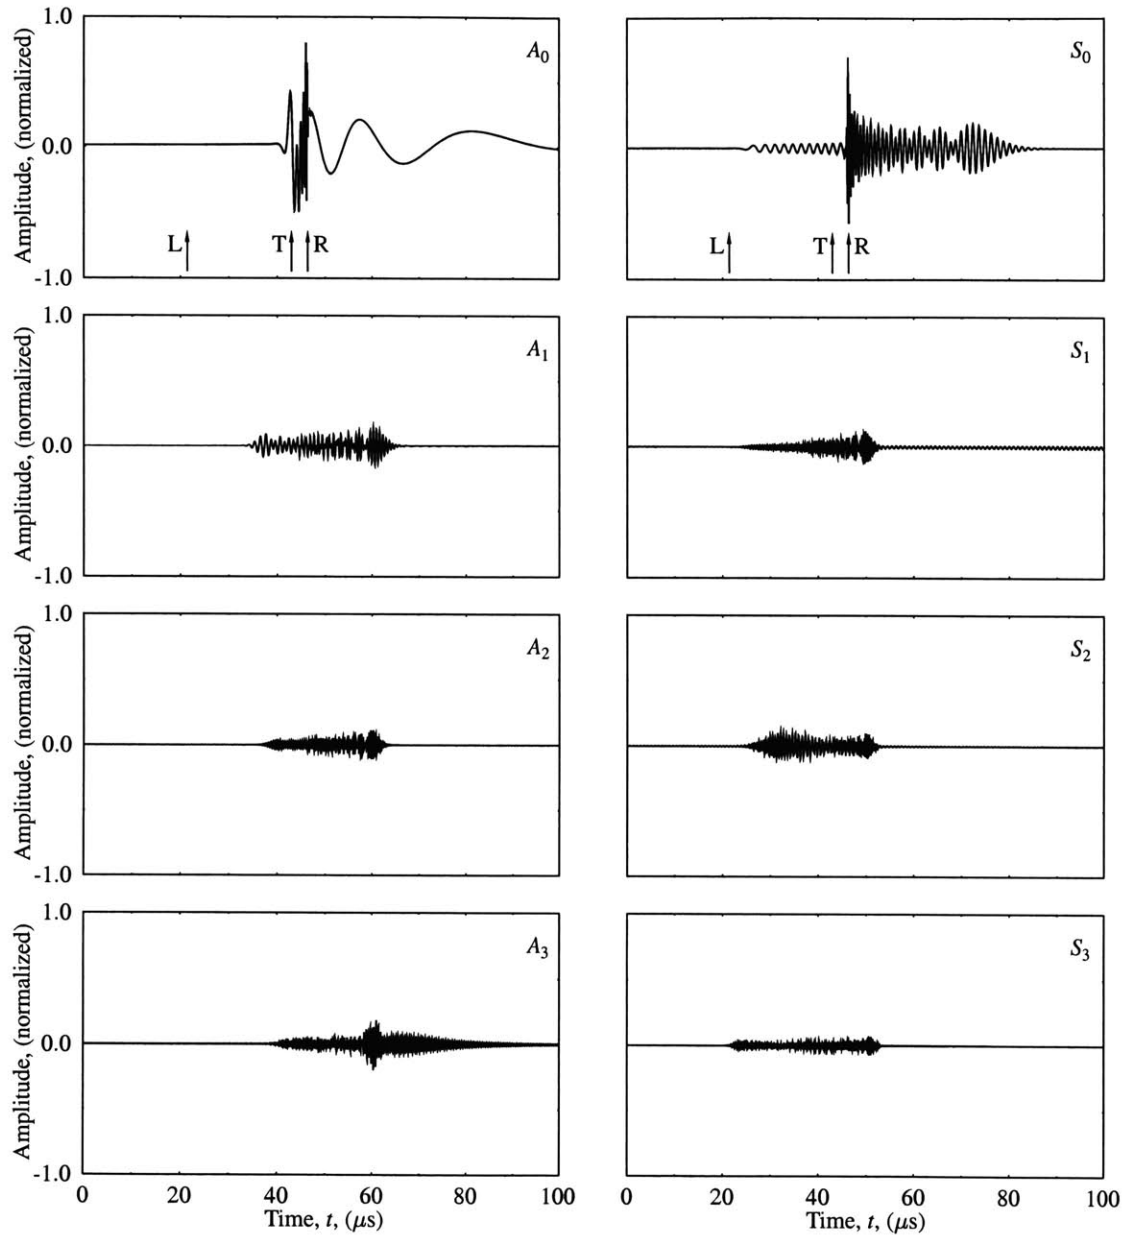 1.0
0.0
-1.0
Amplitude, (normalized)
A0
L
T
R
S0
L
T
R
1.0
0.0
-1.0
Amplitude, (normalized)
A1
S1
1.0
0.0
-1.0
Amplitude, (normalized)
A2
S2
1.0
0.0
-1.0
Amplitude, (normalized)
A3
S3
0 20 40 60 80 100
Time, t, (μs)
0 20 40 60 80 100
Time, t, (μs)